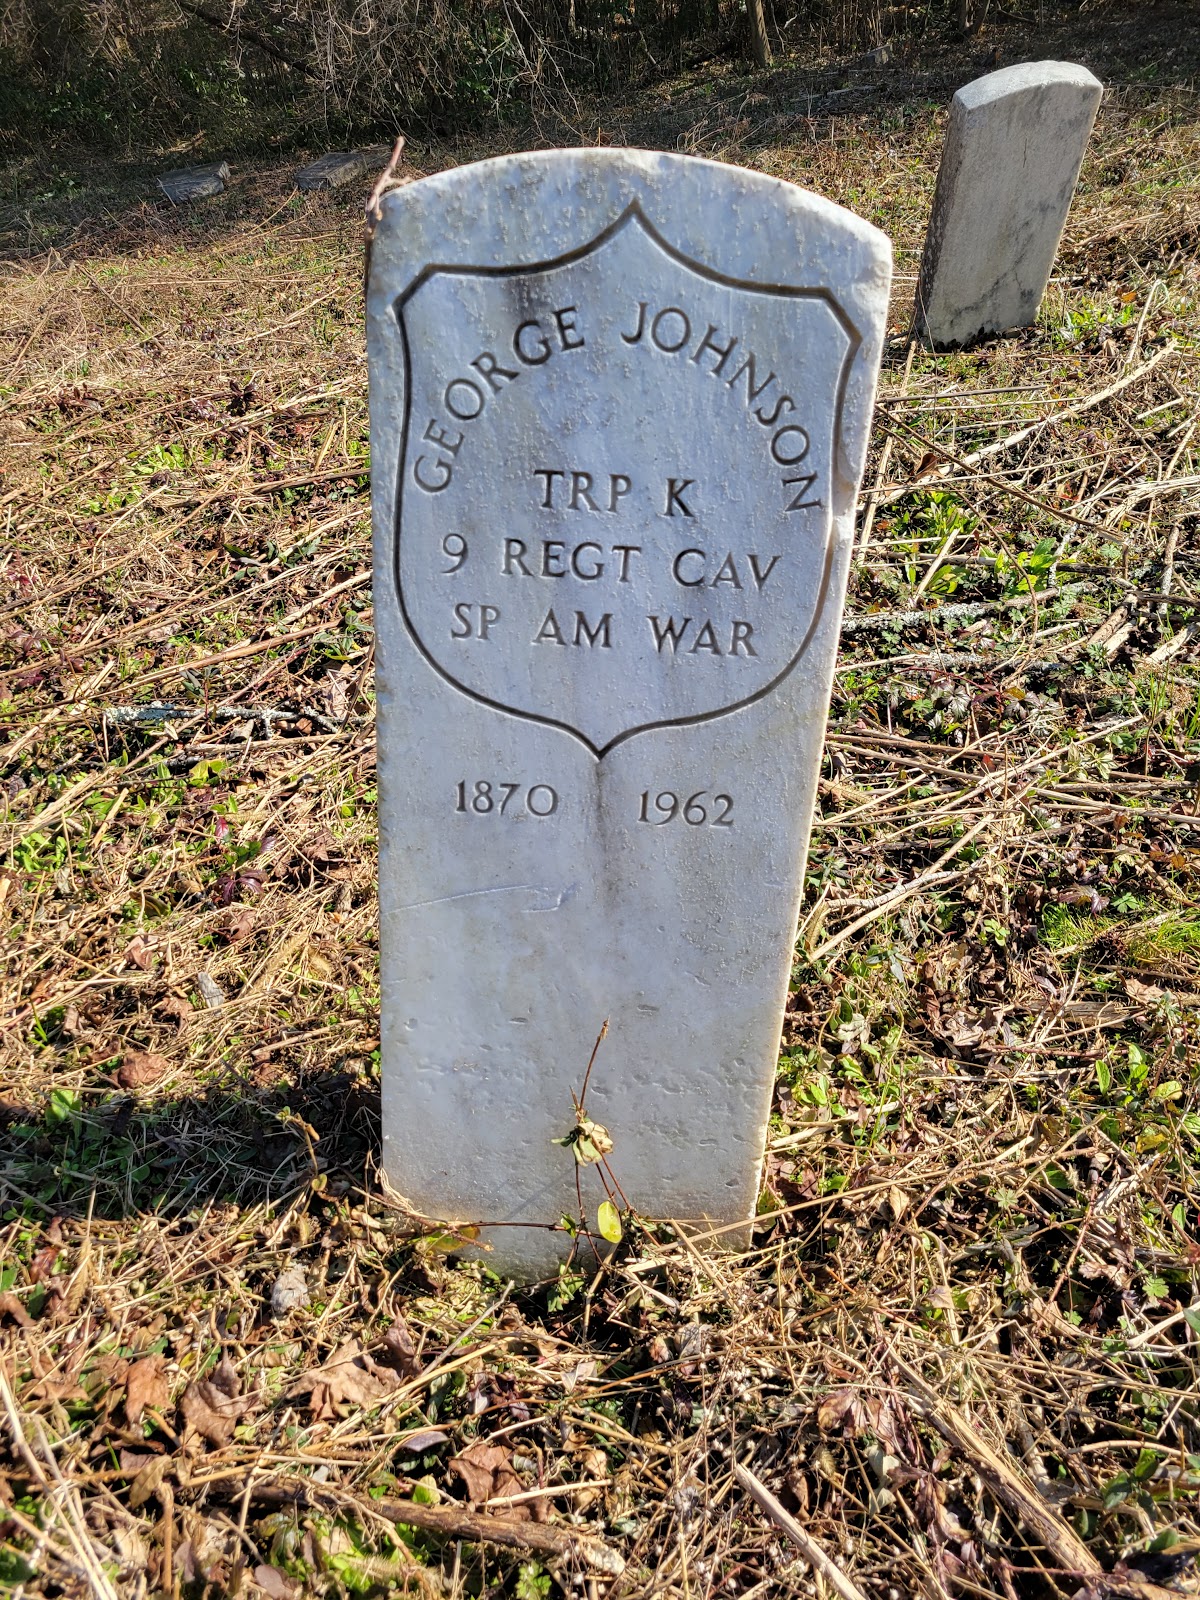 GEORGE JOHNSON
TRP K
9 REGT CAV
SP AM WAR
1870 1962